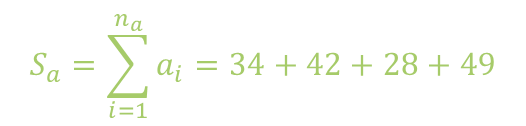 S_a = \sum_{i=1}^{n_a} a_i = 34 + 42 + 28 + 49